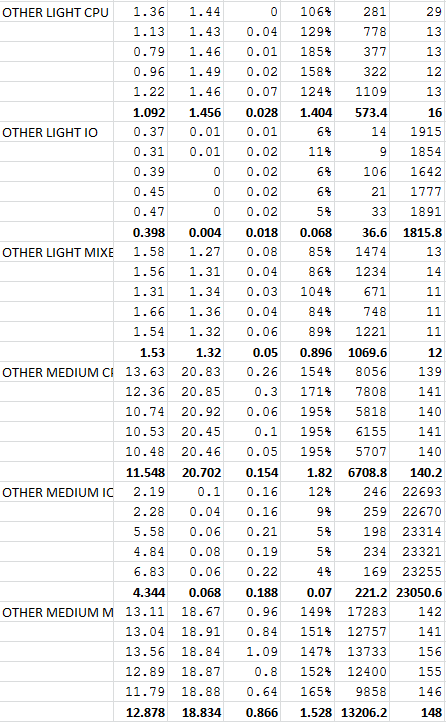 OTHER LIGHT CPU 1.36 1.44 0 106% 281 29
1.13 1.43 0.04 129% 778 13
0.79 1.46 0.01 185% 377 13
0.96 1.49 0.02 158% 322 12
1.22 1.46 0.07 124% 1109 13
1.092 1.456 0.028 1.404 573.4 16
OTHER LIGHT IO 0.37 0.01 0.01 6% 14 1915
0.31 0.01 0.02 11% 9 1854
0.39 0 0.02 6% 106 1642
0.45 0 0.02 6% 21 1777
0.47 0 0.02 5% 33 1891
0.398 0.004 0.018 0.068 36.6 1815.8
OTHER LIGHT MIXE 1.58 1.27 0.08 85% 1474 13
1.56 1.31 0.04 86% 1234 14
1.31 1.34 0.03 104% 671 11
1.66 1.36 0.04 84% 748 11
1.54 1.32 0.06 89% 1221 11
1.53 1.32 0.05 0.896 1069.6 12
OTHER MEDIUM CP 13.63 20.83 0.26 154% 8056 139
12.36 20.85 0.3 171% 7808 141
10.74 20.92 0.06 195% 5818 140
10.53 20.45 0.1 195% 6155 141
10.48 20.46 0.05 195% 5707 140
11.548 20.702 0.154 1.82 6708.8 140.2
OTHER MEDIUM IO 2.19 0.1 0.16 12% 246 22693
2.28 0.04 0.16 9% 259 22670
5.58 0.06 0.21 5% 198 23314
4.84 0.08 0.19 5% 234 23321
6.83 0.06 0.22 4% 169 23255
4.344 0.068 0.188 0.07 221.2 23050.6
OTHER MEDIUM M 13.11 18.67 0.96 149% 17283 142
13.04 18.91 0.84 151% 12757 141
13.56 18.84 1.09 147% 13733 156
12.89 18.87 0.8 152% 12400 155
11.79 18.88 0.64 165% 9858 146
12.878 18.834 0.866 1.528 13206.2 148